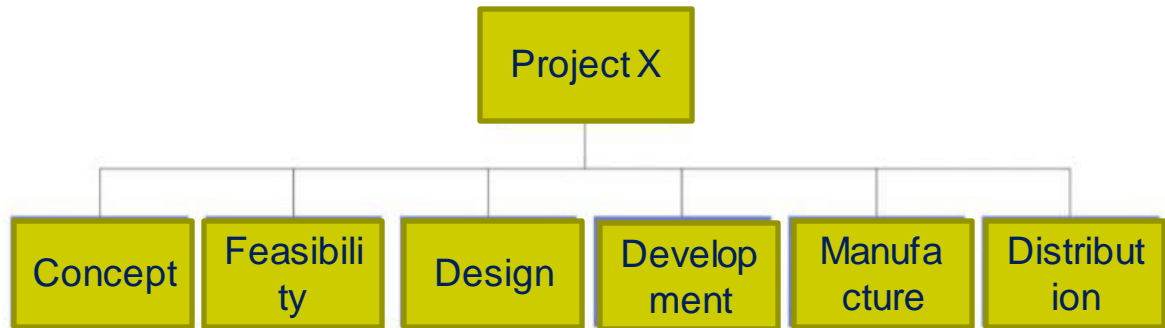 Project X
Concept
Feasibili
ty
Design
Develop
ment
Manufa
cture
Distribut
ion